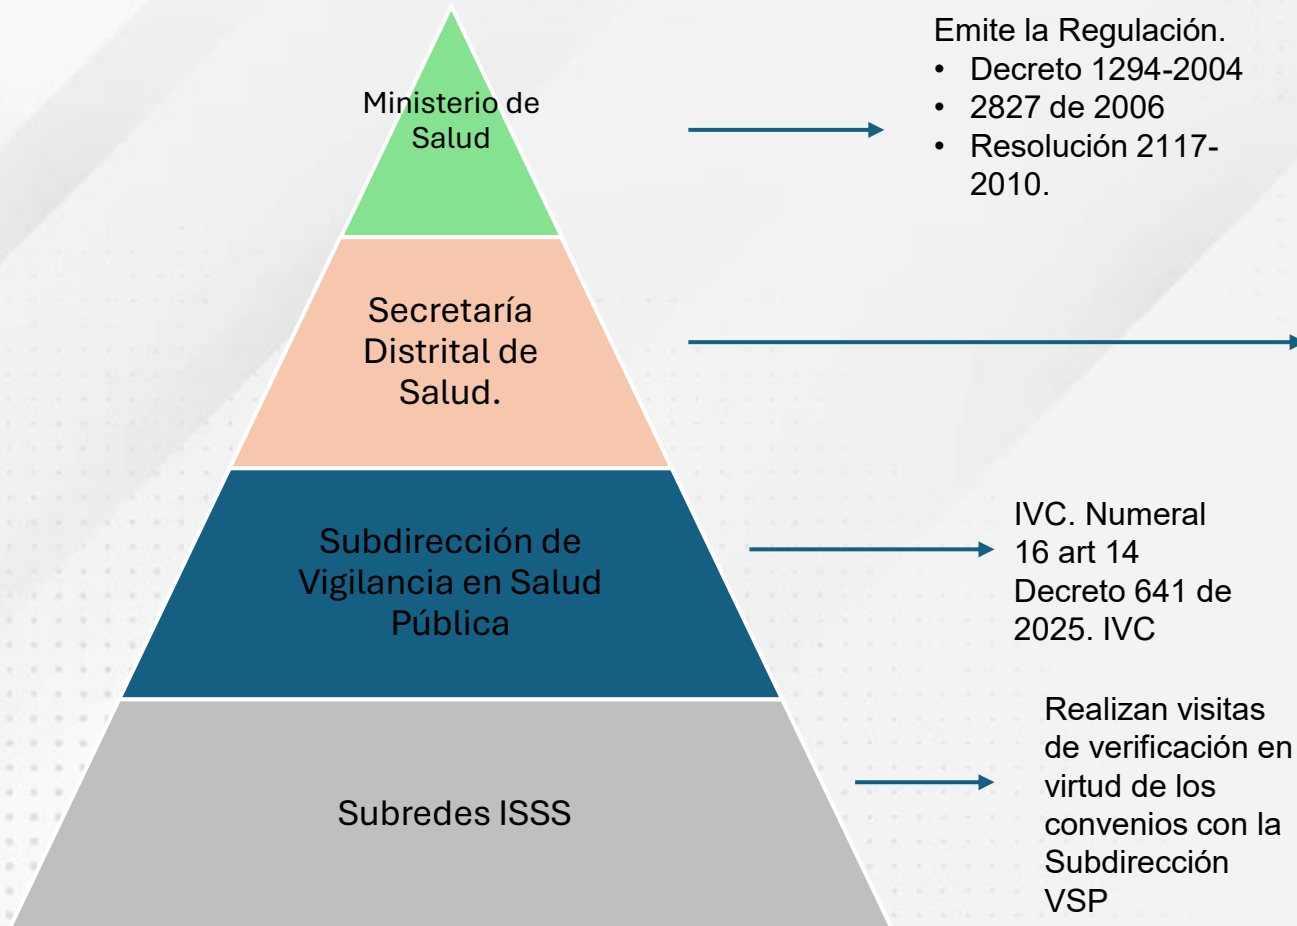 Emite la Regulación.
• Decreto 1294-2004
• 2827 de 2006
• Resolución 2117-
2010.
Ministerio de
Salud
Secretaría
Distrital de
Salud.
Subdirección de
Vigilancia en Salud
Pública
IVC. Numeral
16 art 14
Decreto 641 de
2025. IVC
Subredes ISSS
Realizan visitas
de verificación en
virtud de los
convenios con la
Subdirección
VSP